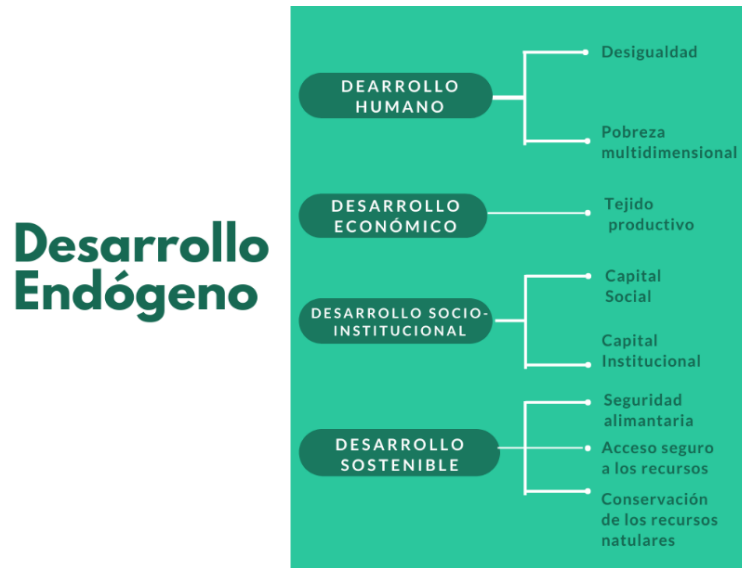 Desarrollo
Endógeno
DEARROLLO
HUMANO
Desigualdad
Pobreza
multidimensional
DESARROLLO
ECONÓMICO
Tejido
productivo
DESARROLLO SOCIO-
INSTITUCIONAL
Capital
Social
Capital
Institucional
DESARROLLO
SOSTENIBLE
Seguridad
alimantaria
Acceso seguro
a los recursos
Conservación
de los recursos
natulares